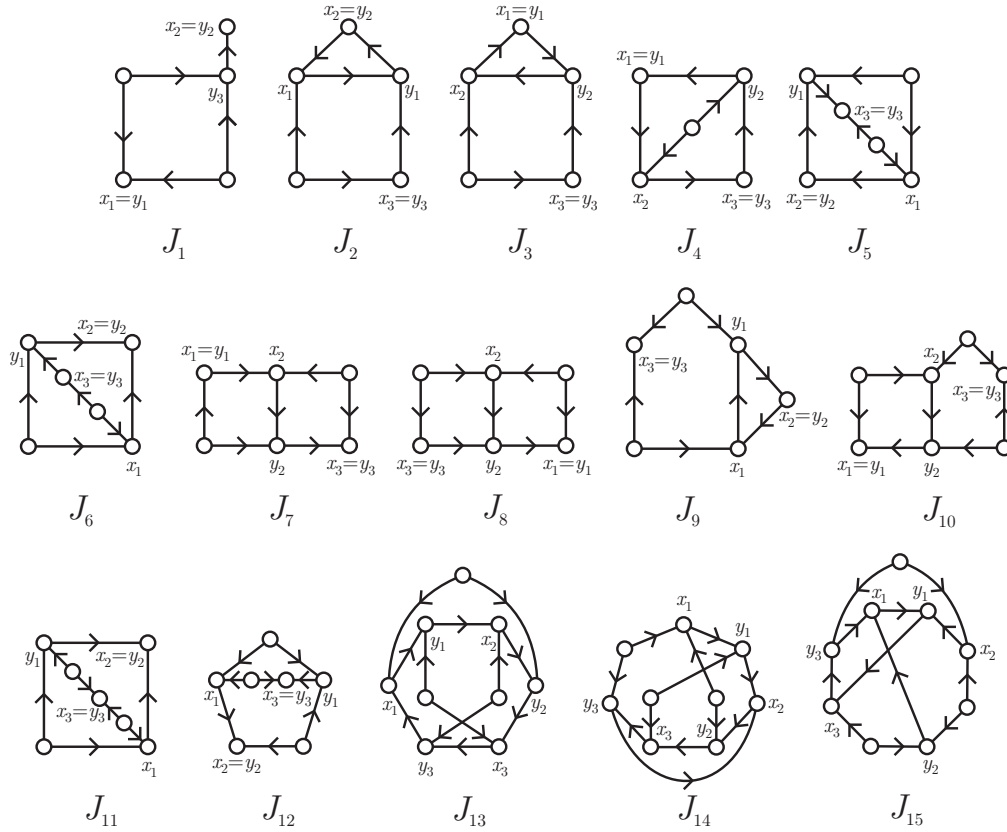 x₂=y₂
y₃
x₁=y₁
J₁
x₂=y₂
x₁
y₁
x₃=y₃
J₂
x₁=y₁
x₂
y₂
x₃=y₃
J₃
x₁=y₁
y₂
x₂
x₃=y₃
J₄
y₁
x₃=y₃
x₂=y₂
x₁
J₅
x₂=y₂
y₁
x₃=y₃
x₁
J₆
x₁=y₁
x₂
y₂
x₃=y₃
J₇
x₂
x₃=y₃
y₂
x₁=y₁
J₈
y₁
x₃=y₃
x₂=y₂
x₁
J₉
x₂
x₃=y₃
x₁=y₁
y₂
J₁₀
y₁
x₂=y₂
x₃=y₃
x₁
J₁₁
x₁
x₃=y₃
y₁
x₂=y₂
J₁₂
y₁
x₂
x₁
y₂
y₃
x₃
J₁₃
x₁
y₁
y₃
x₂
x₃
y₂
J₁₄
x₁
y₁
y₃
x₂
x₃
y₂
J₁₅